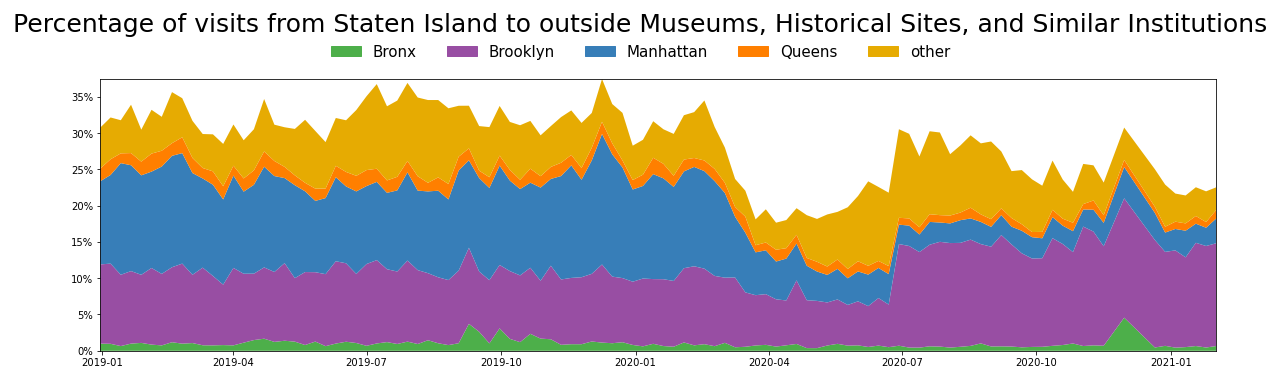 Percentage of visits from Staten Island to outside Museums, Historical Sites, and Similar Institutions
Bronx Brooklyn Manhattan Queens other
35%
30%
25%
20%
15%
10%
5%
0%
2019-01 2019-04 2019-07 2019-10 2020-01 2020-04 2020-07 2020-10 2021-01